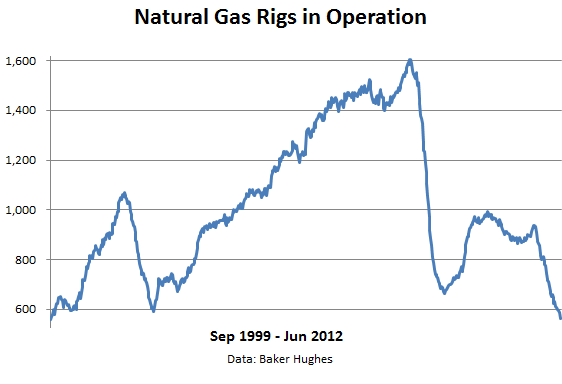 Natural Gas Rigs in Operation
1,600
1,400
1,200
1,000
800
600
Sep 1999 - Jun 2012
Data: Baker Hughes